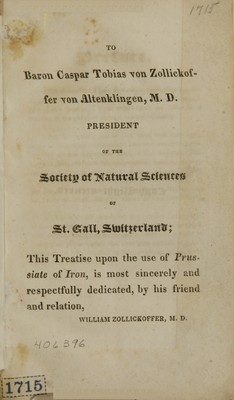 1715
TO
Baron Caspar Tobias von Zollickof-
fer von Altenklingen, M. D.
PRESIDENT
OF THE
Society of Natural Sciences
OF
St. Gall, Switzerland;
This Treatise upon the use of Prus-
siate of Iron, is most sincerely and
respectfully dedicated, by his friend
and relation,
WILLIAM ZOLLICKOFFER, M. D.
406396
1715